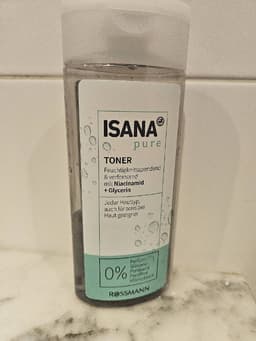 ISANA
pure
TONER
Feuchtigkeitsspendend
& verfeinernd
mit Niacinamid
+ Glycerin
Jeder Hauttyp,
auch für sensible
Haut geeignet
0%
ROSSMANN